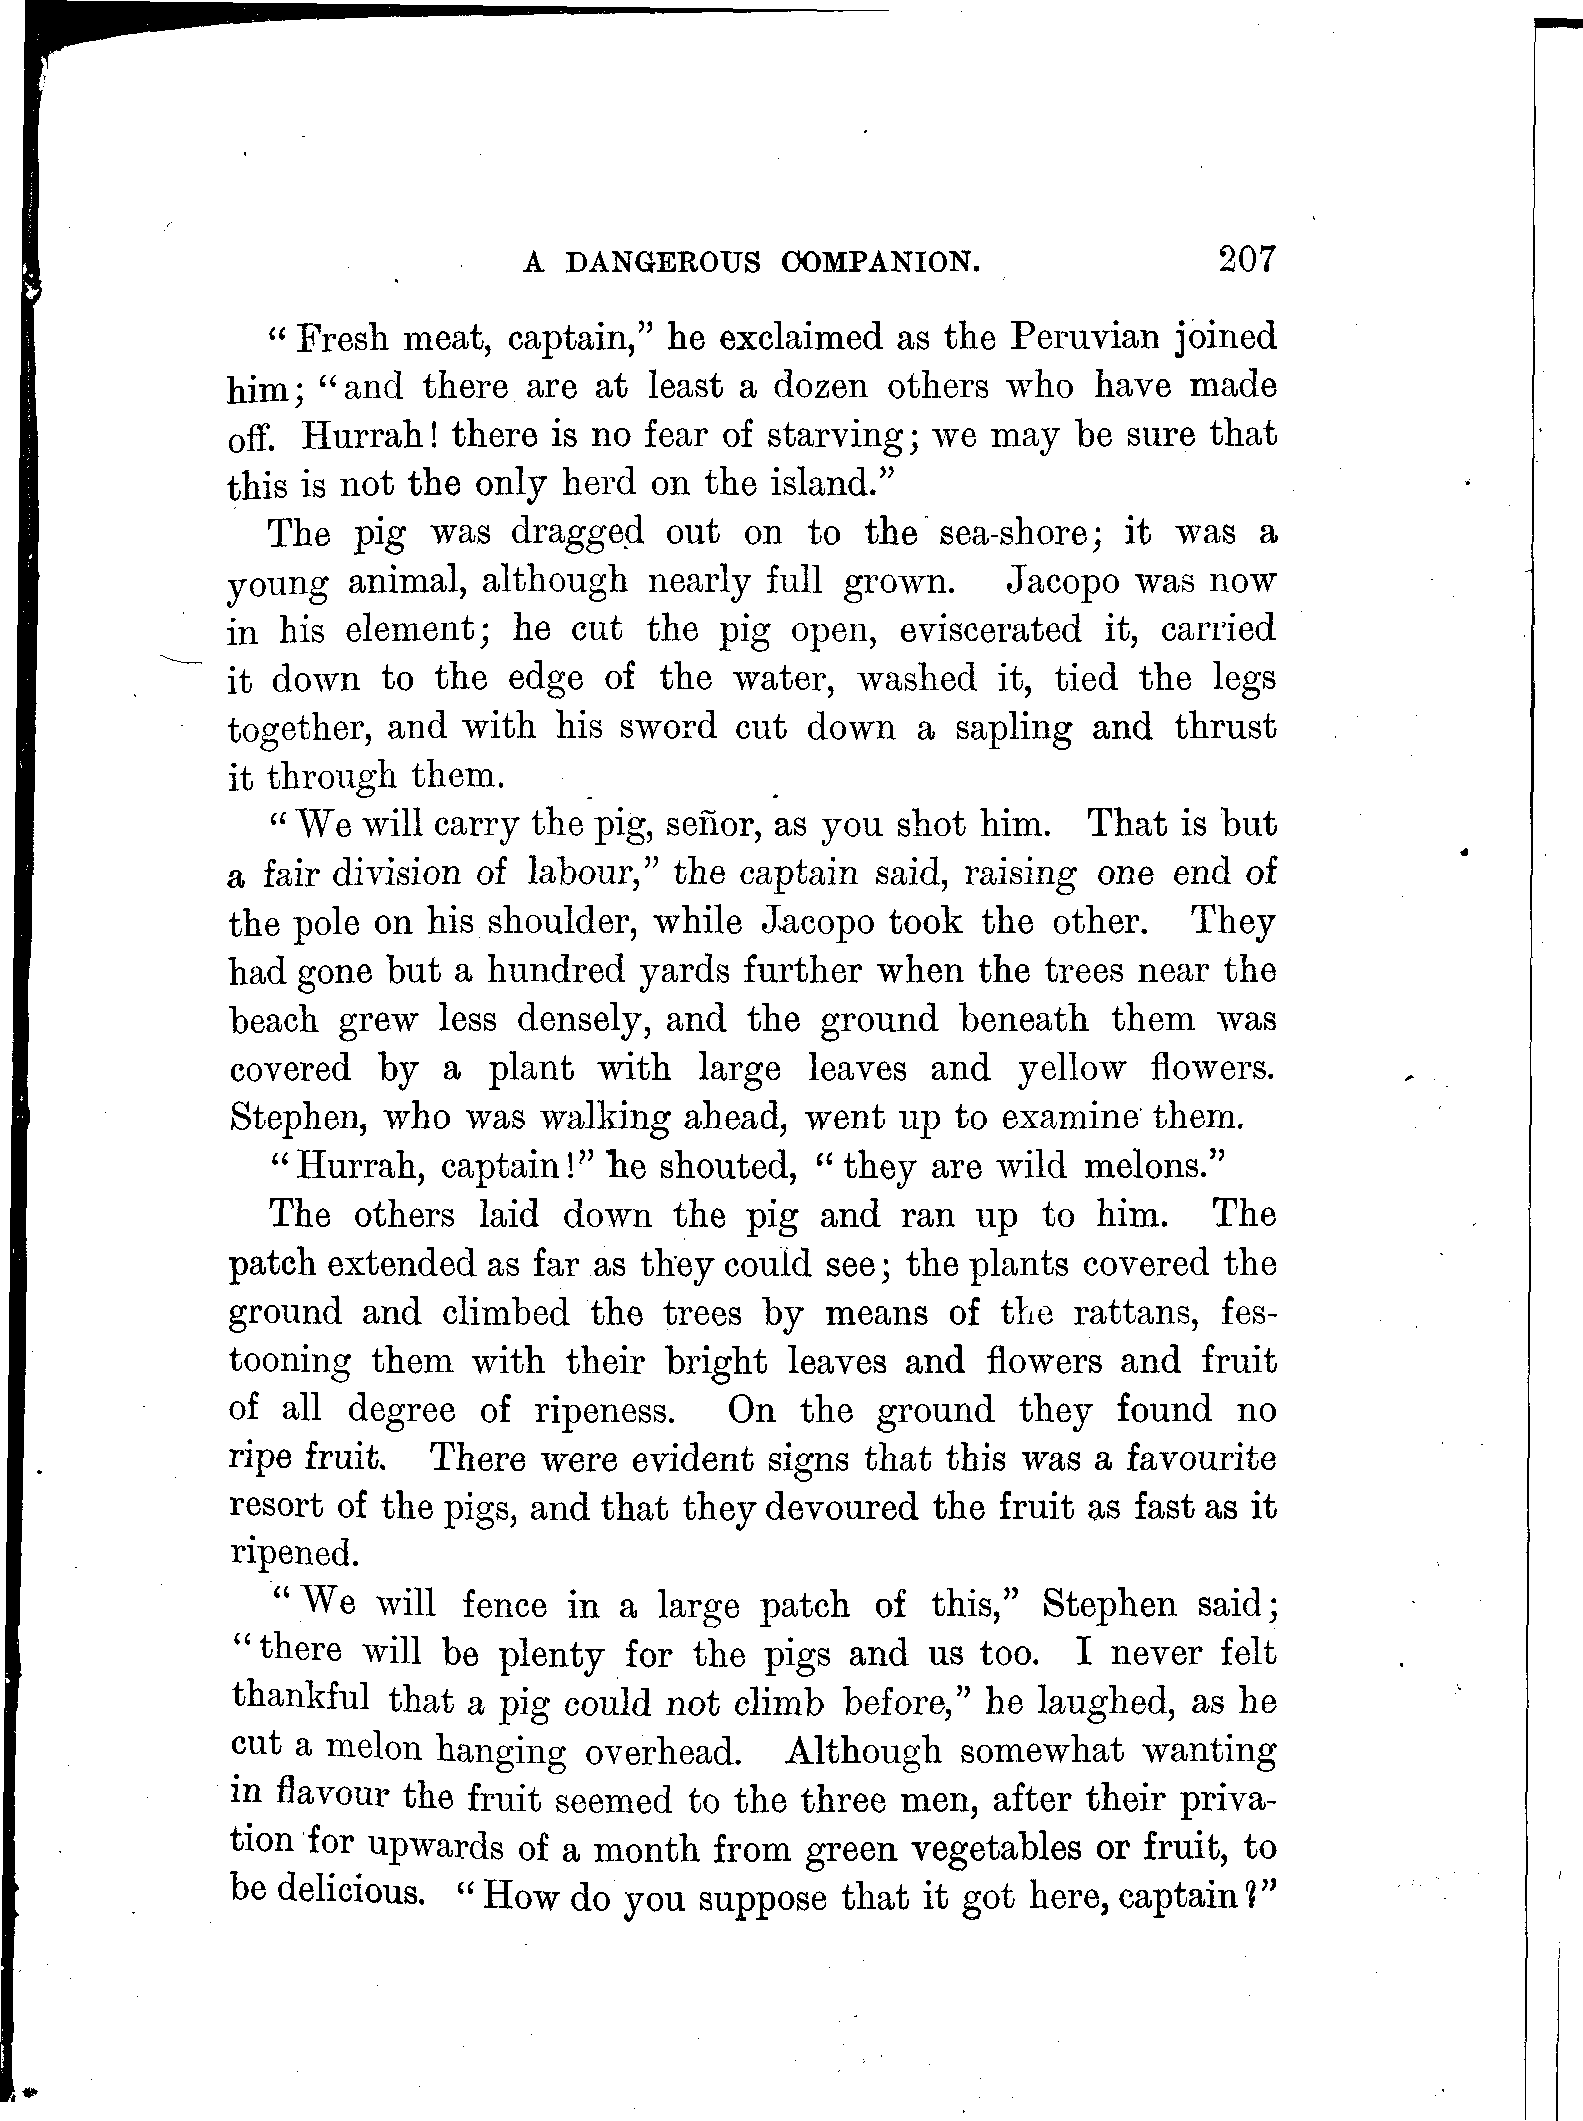 A DANGEROUS COMPANION. 207
"Fresh meat, captain," he exclaimed as the Peruvian joined
him; "and there are at least a dozen others who have made
off. Hurrah! there is no fear of starving; we may be sure that
this is not the only herd on the island."
The pig was dragged out on to the sea-shore; it was a
young animal, although nearly full grown. Jacopo was now
in his element; he cut the pig open, eviscerated it, carried
it down to the edge of the water, washed it, tied the legs
together, and with his sword cut down a sapling and thrust
it through them.
"We will carry the pig, señor, as you shot him. That is but
a fair division of labour," the captain said, raising one end of
the pole on his shoulder, while Jacopo took the other. They
had gone but a hundred yards further when the trees near the
beach grew less densely, and the ground beneath them was
covered by a plant with large leaves and yellow flowers.
Stephen, who was walking ahead, went up to examine them.
"Hurrah, captain!" he shouted, "they are wild melons."
The others laid down the pig and ran up to him. The
patch extended as far as they could see; the plants covered the
ground and climbed the trees by means of the rattans, fes-
tooning them with their bright leaves and flowers and fruit
of all degree of ripeness. On the ground they found no
ripe fruit. There were evident signs that this was a favourite
resort of the pigs, and that they devoured the fruit as fast as it
ripened.
"We will fence in a large patch of this," Stephen said;
"there will be plenty for the pigs and us too. I never felt
thankful that a pig could not climb before," he laughed, as he
cut a melon hanging overhead. Although somewhat wanting
in flavour the fruit seemed to the three men, after their priva-
tion for upwards of a month from green vegetables or fruit, to
be delicious. "How do you suppose that it got here, captain?"